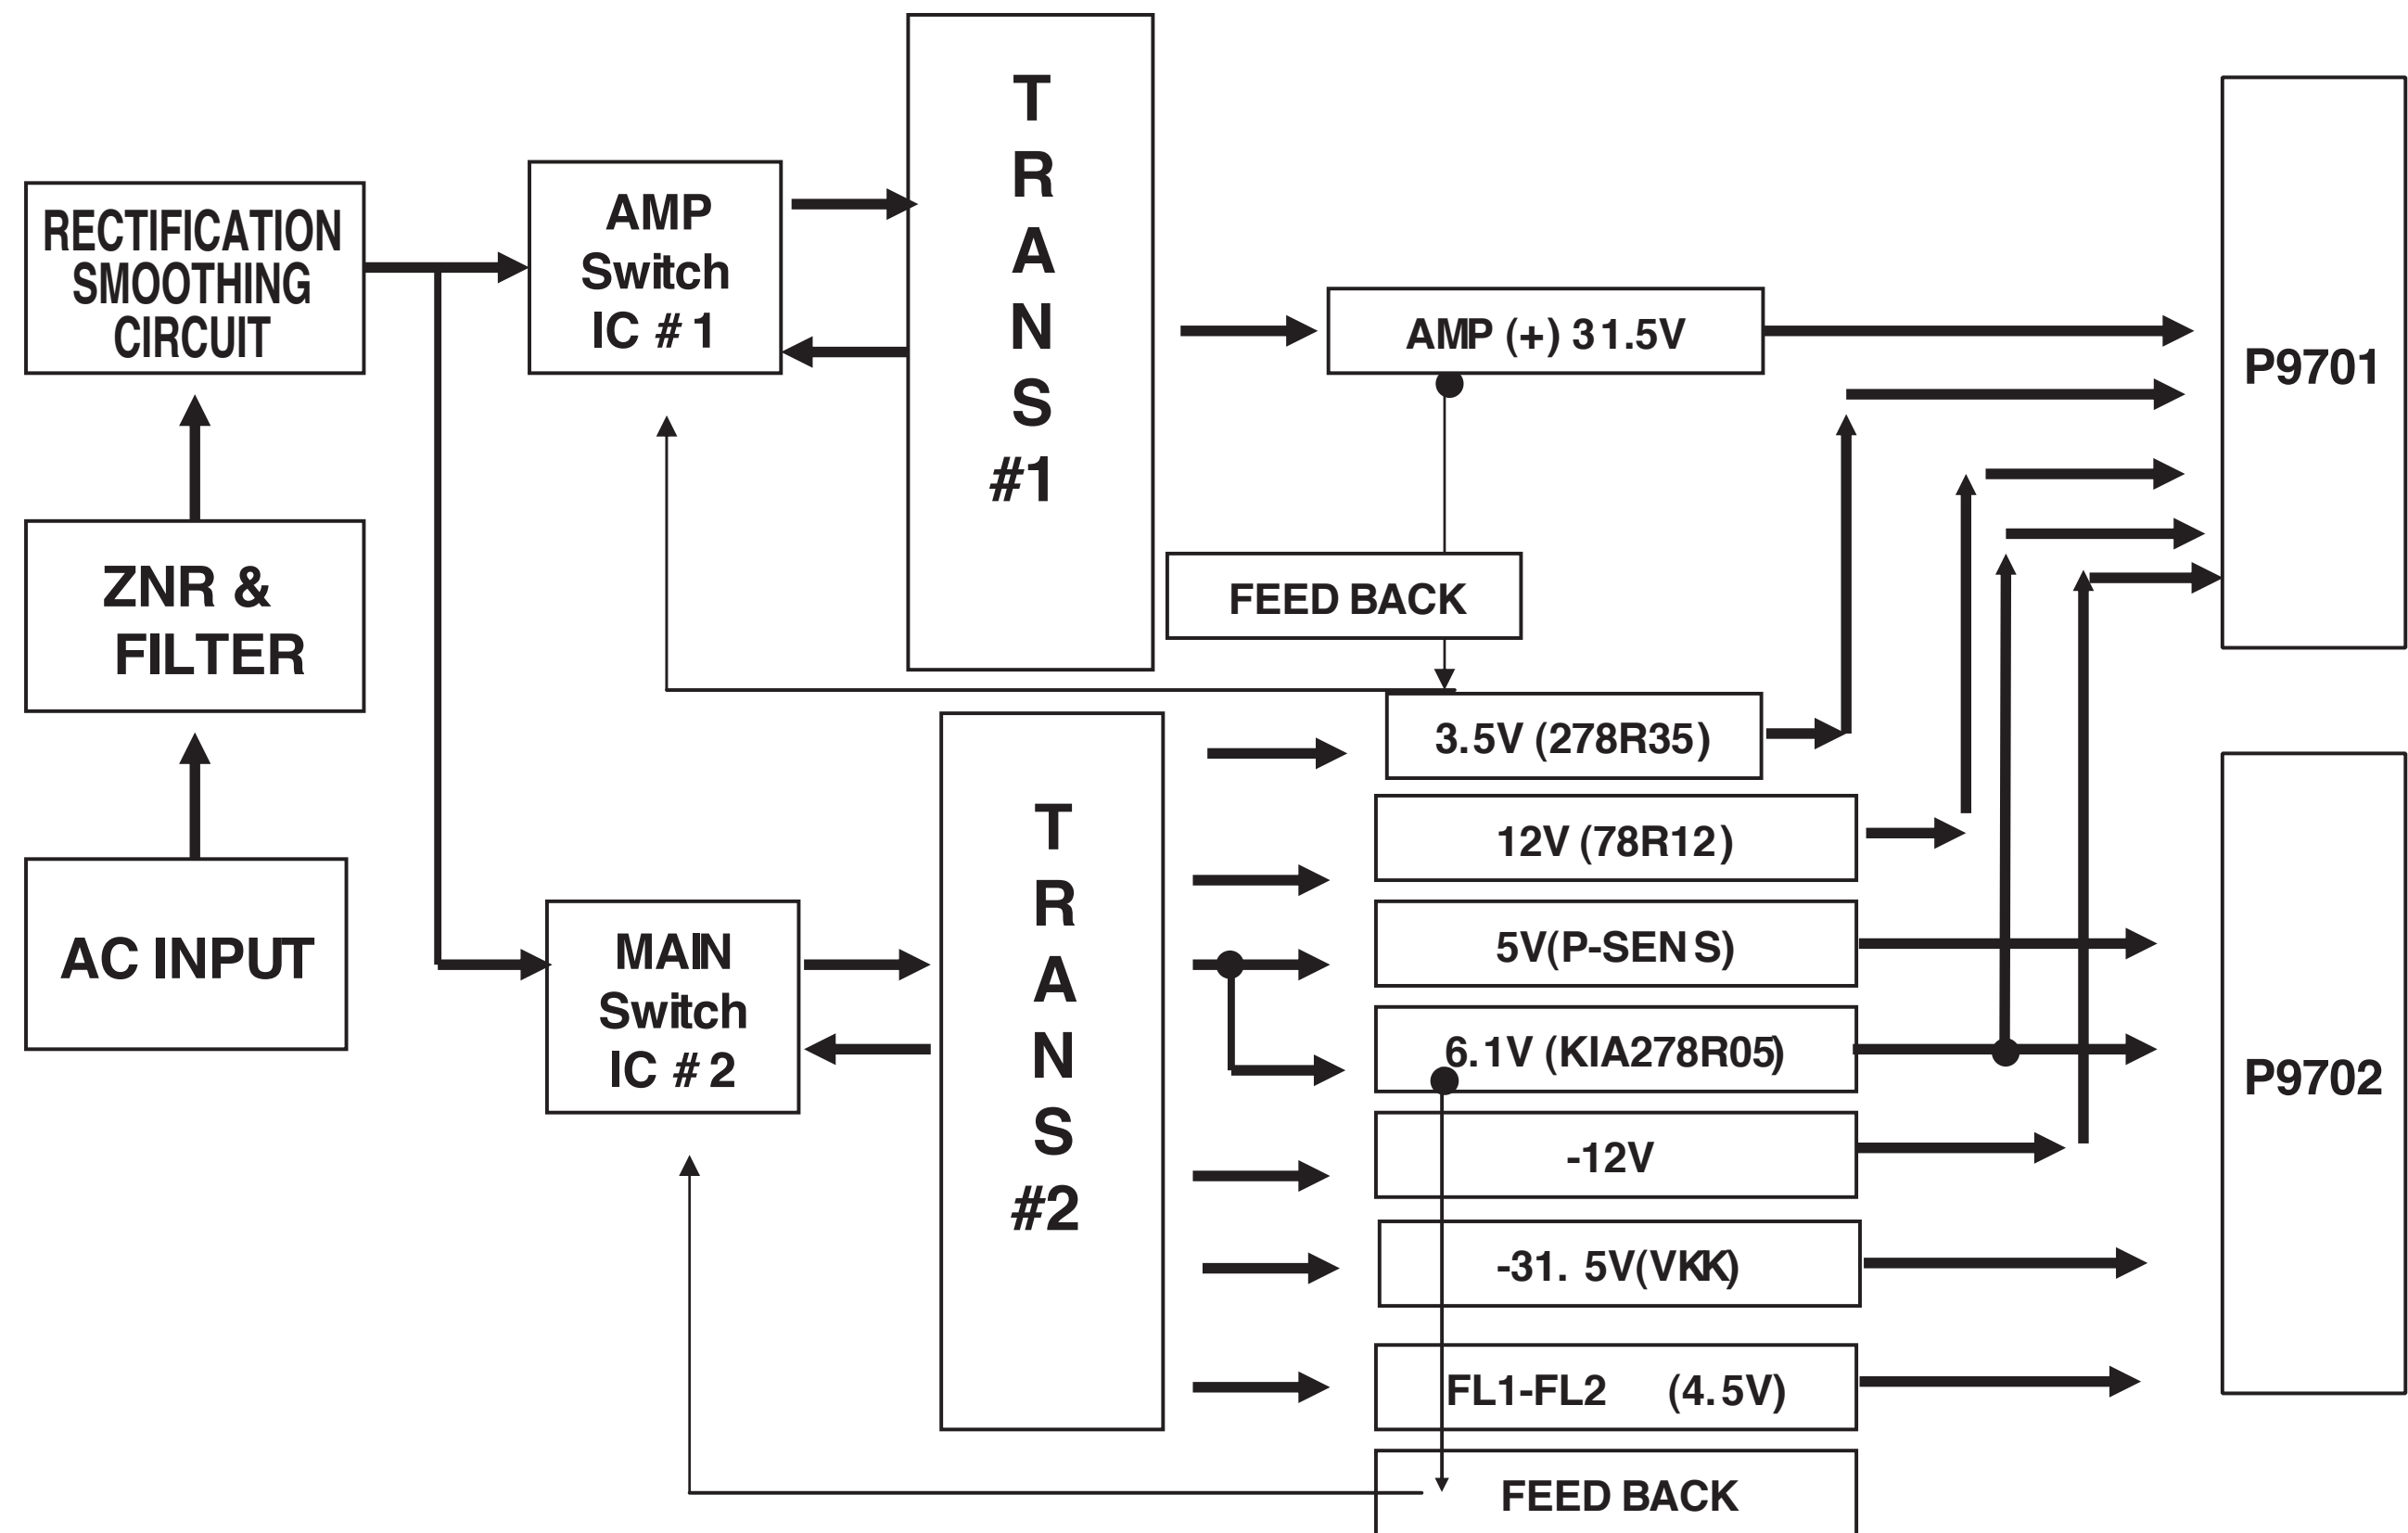 RECTIFICATION
SMOOTHING
CIRCUIT
ZNR &
FILTER
AC INPUT
AMP
Switch
IC # 1
MAIN
Switch
IC # 2
T
R
A
N
S
#1
T
R
A
N
S
#2
AMP (+) 31.5V
FEED BACK
3.5V (278R35)
12V (78R12)
5V(P-SENS)
6.1V (KIA278R05)
-12V
-31. 5V(VKK)
FL1-FL2 (4.5V)
FEED BACK
P9701
P9702